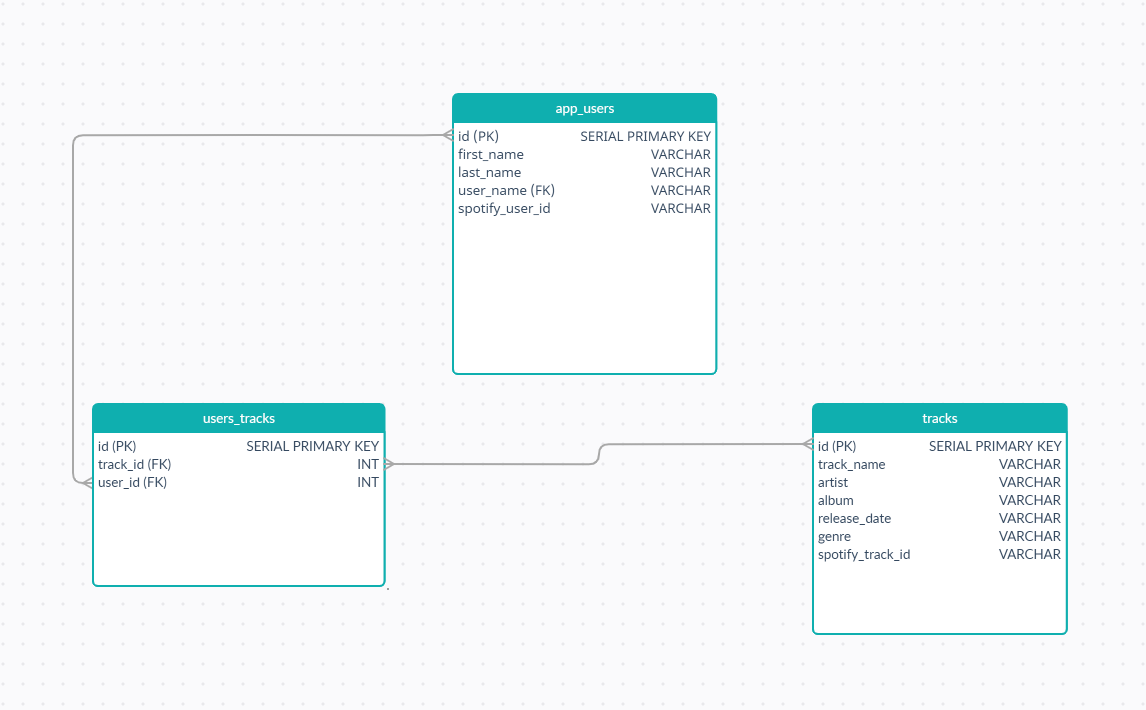 app_users
id (PK) SERIAL PRIMARY KEY
first_name VARCHAR
last_name VARCHAR
user_name (FK) VARCHAR
spotify_user_id VARCHAR
users_tracks
id (PK) SERIAL PRIMARY KEY
track_id (FK) INT
user_id (FK) INT
tracks
id (PK) SERIAL PRIMARY KEY
track_name VARCHAR
artist VARCHAR
album VARCHAR
release_date VARCHAR
genre VARCHAR
spotify_track_id VARCHAR